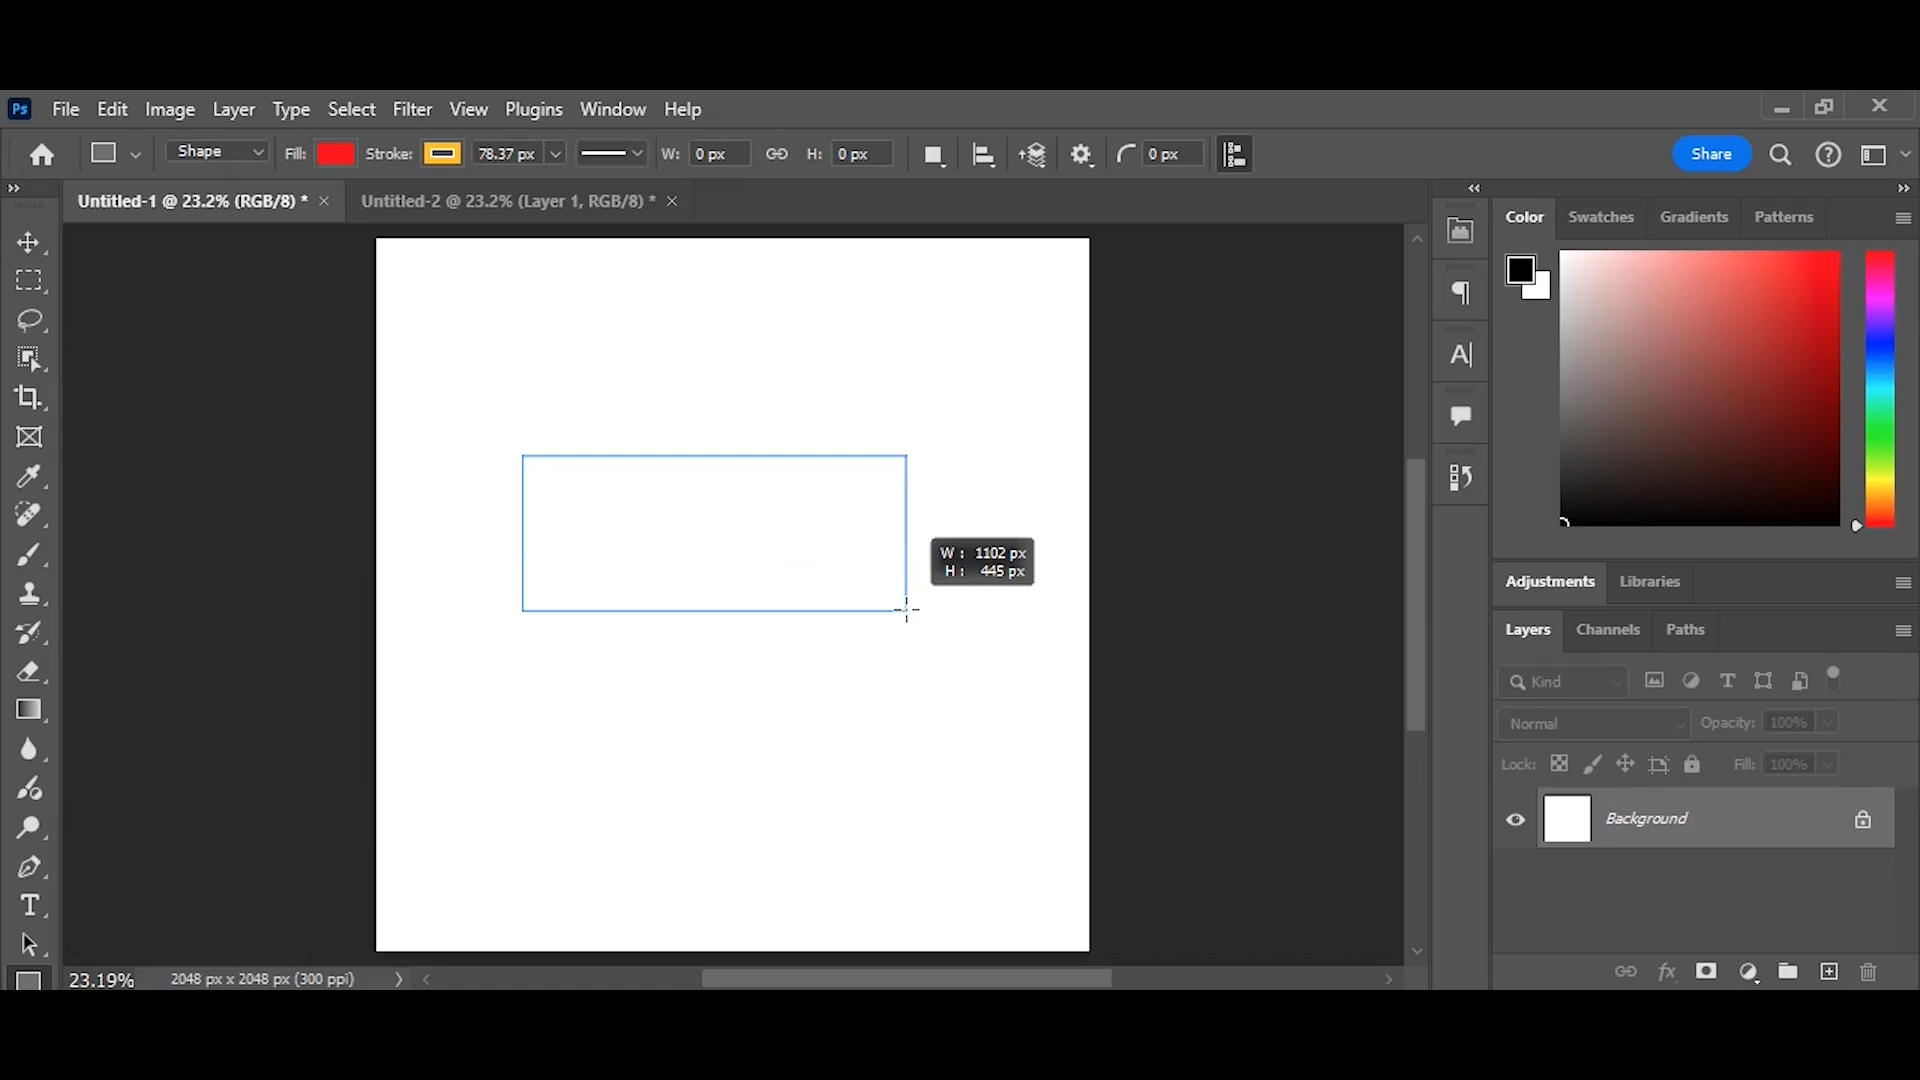 Ps File Edit Image Layer Type Select Filter View Plugins Window Help
Shape Fill: Stroke: 78.37 px W: 0 px H: 0 px 0 px Share
Untitled-1 @ 23.2% (RGB/8) * Untitled-2 @ 23.2% (Layer 1, RGB/8) *
Color Swatches Gradients Patterns
W : 1102 px
H : 445 px
Adjustments Libraries
Layers Channels Paths
Kind
Normal Opacity: 100%
Lock: Fill: 100%
Background
23.19% 2048 px x 2048 px (300 ppi)